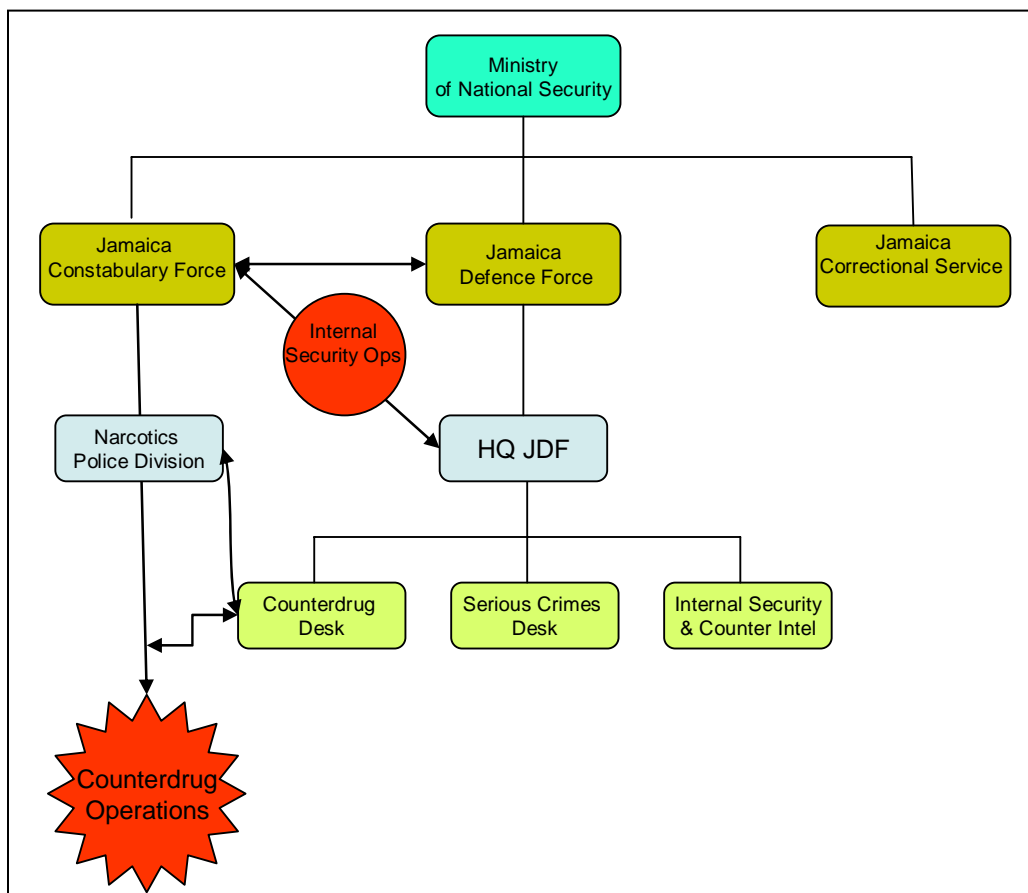 Ministry
of National Security
Jamaica
Constabulary Force
Jamaica
Defence Force
Jamaica
Correctional Service
Internal
Security Ops
Narcotics
Police Division
HQ JDF
Counterdrug
Desk
Serious Crimes
Desk
Internal Security
& Counter Intel
Counterdrug
Operations